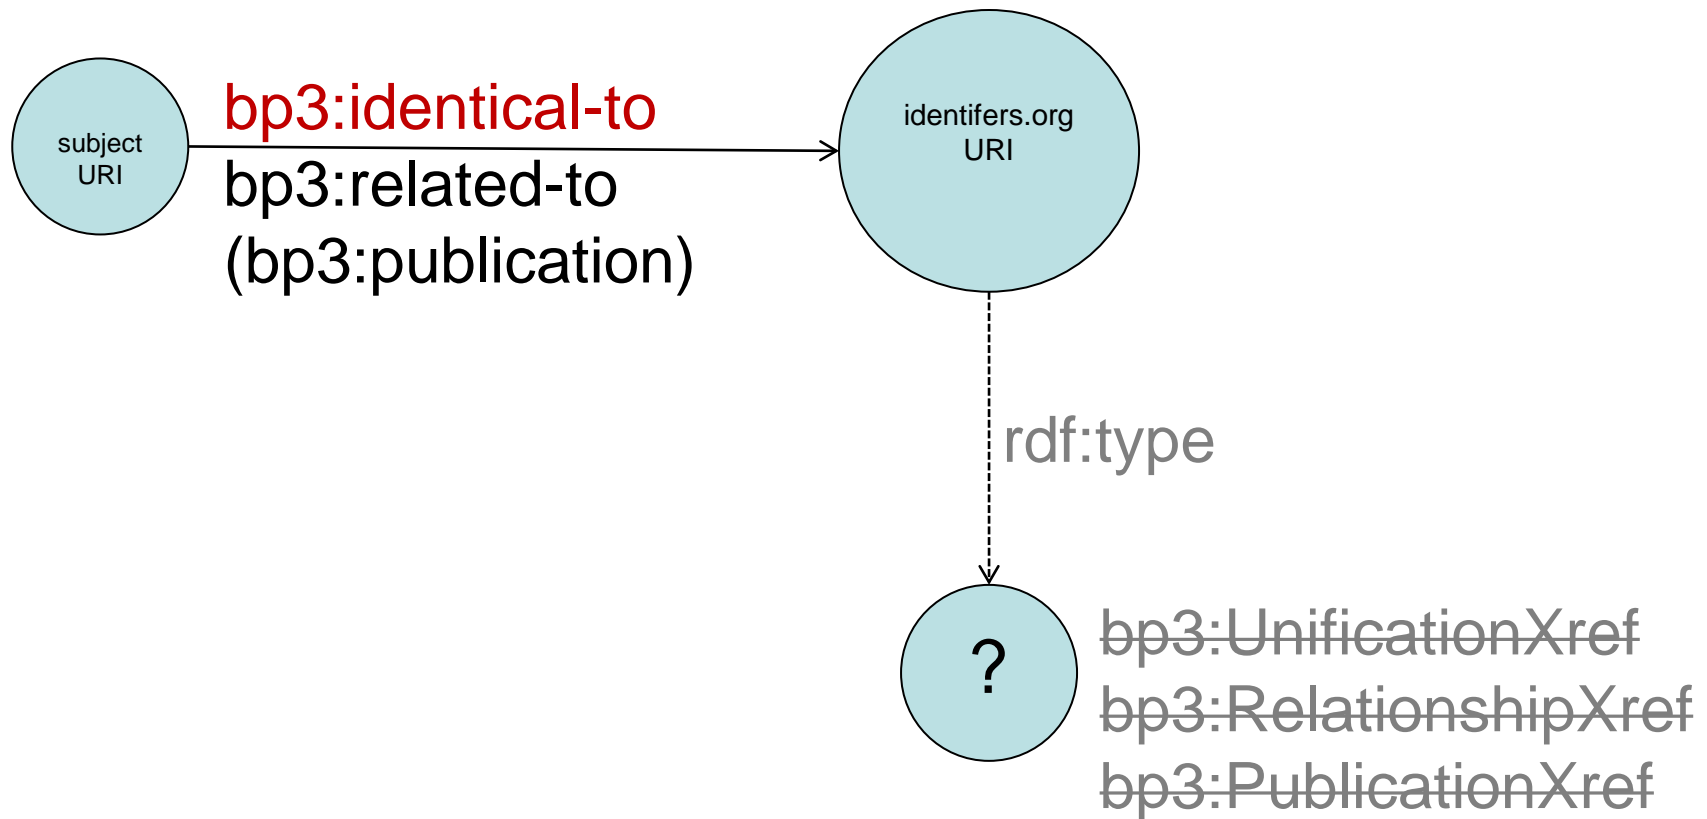 subject
URI
bp3:identical-to
bp3:related-to
(bp3:publication)
identifers.org
URI
rdf:type
?
bp3:UnificationXref
bp3:RelationshipXref
bp3:PublicationXref